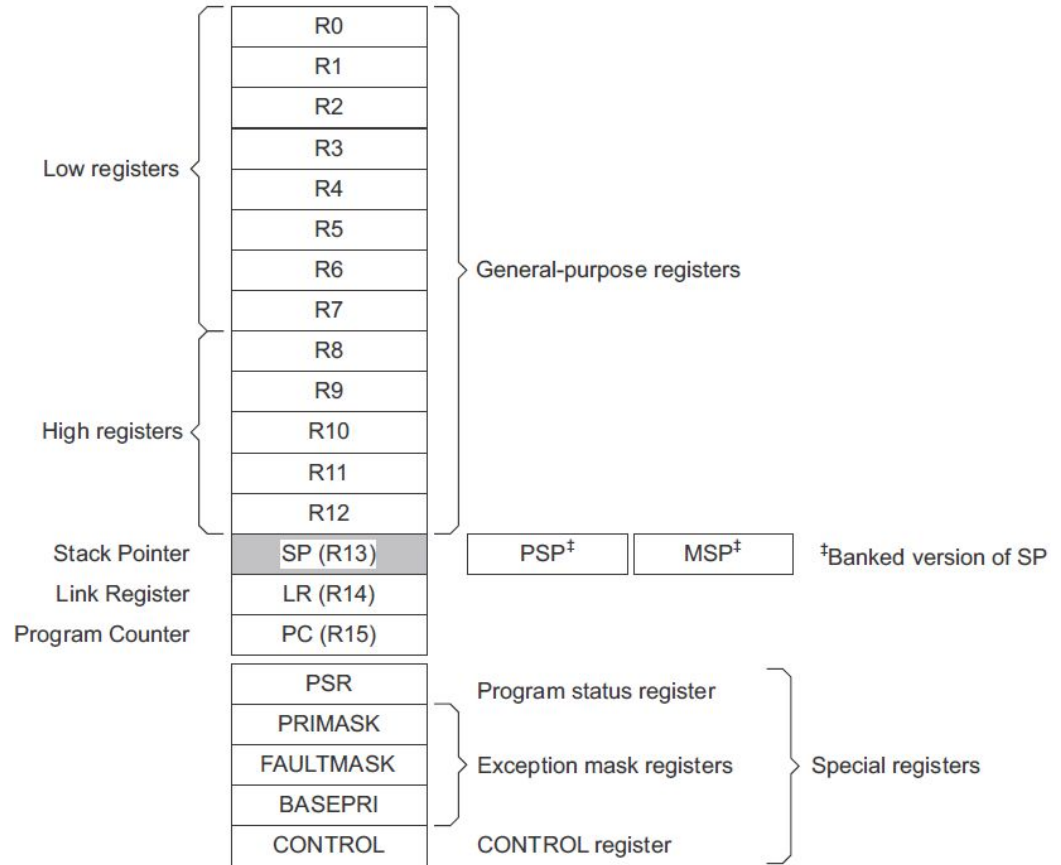 R0
R1
R2
Low registers
R3
R4
R5
R6
General-purpose registers
R7
R8
R9
High registers
R10
R11
R12
Stack Pointer
SP (R13)
PSP‡
MSP‡
‡Banked version of SP
Link Register
LR (R14)
Program Counter
PC (R15)
PSR
Program status register
PRIMASK
FAULTMASK
Exception mask registers
Special registers
BASEPRI
CONTROL
CONTROL register